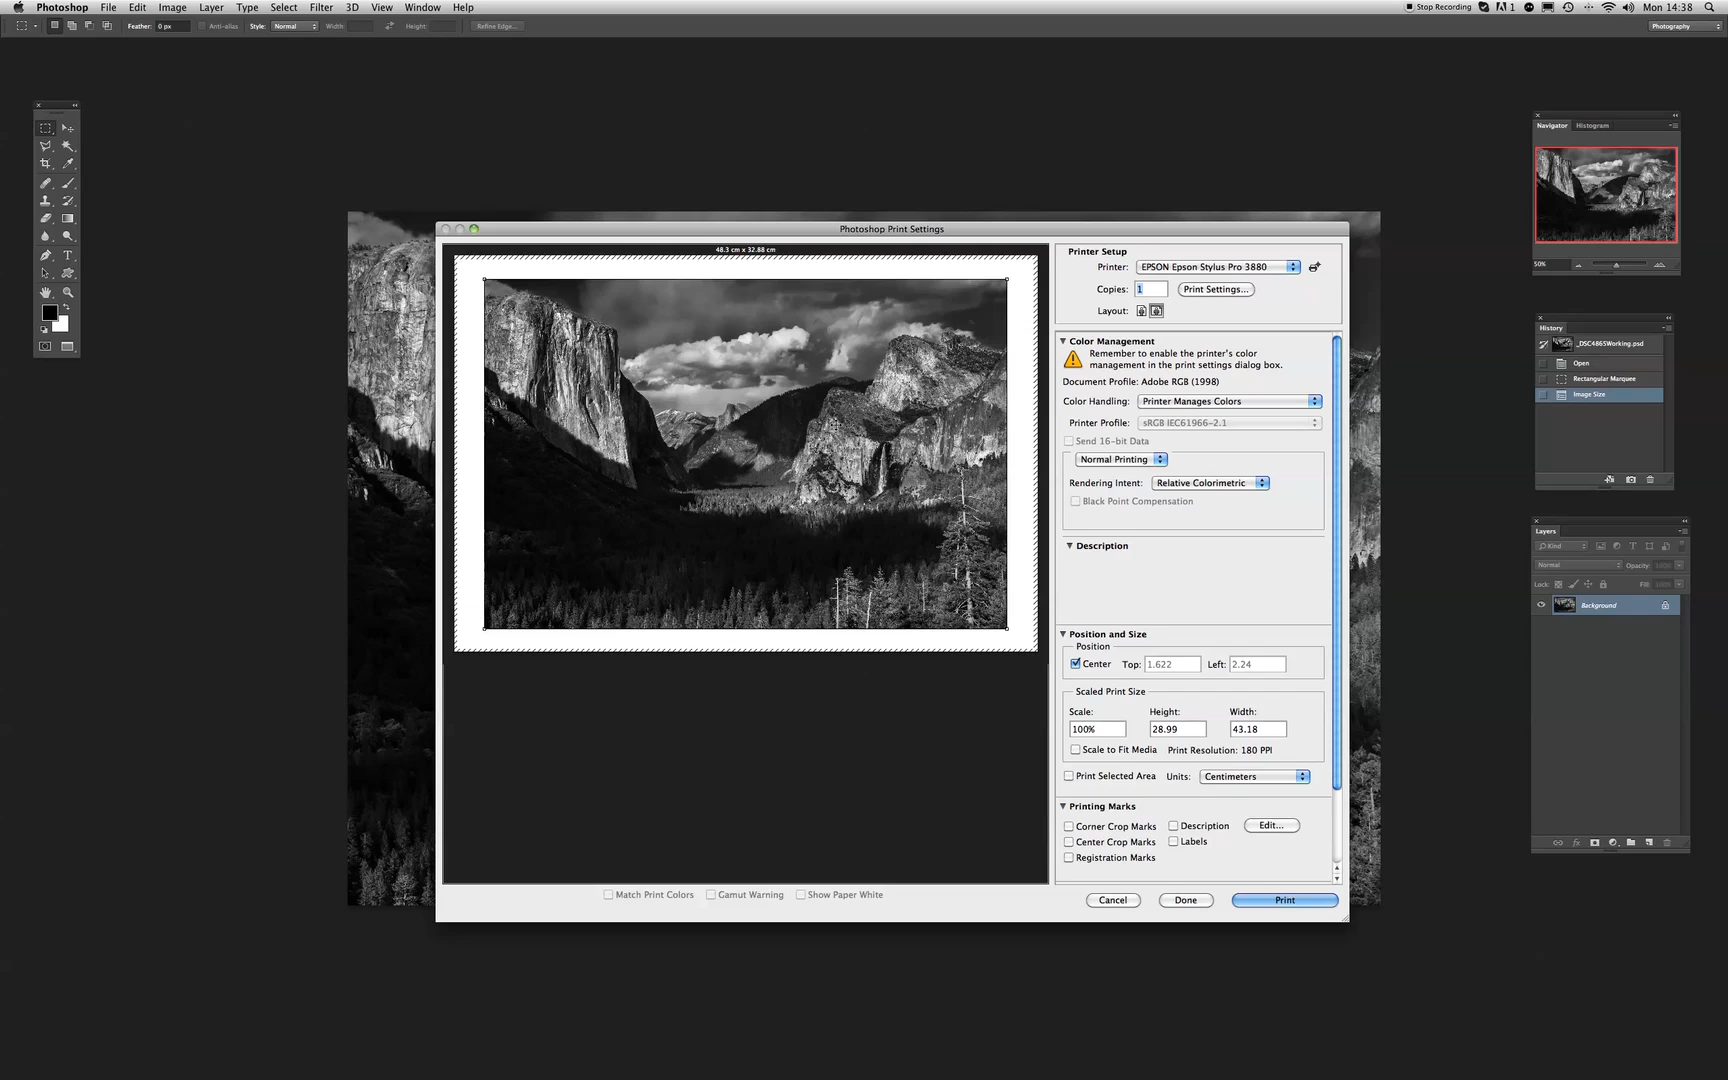 Photoshop File Edit Image Layer Type Select Filter 3D View Window Help
Stop Recording 1 Mon 14:38
Feather: 0 px Anti-alias Style: Normal Width: Height: Refine Edge... Photography
Photoshop Print Settings
48.3 cm x 32.88 cm
Printer Setup
Printer: EPSON Epson Stylus Pro 3880
Copies: 1 Print Settings...
Layout:
Color Management
Remember to enable the printer's color
management in the print settings dialog box.
Document Profile: Adobe RGB (1998)
Color Handling: Printer Manages Colors
Printer Profile: sRGB IEC61966-2.1
Send 16-bit Data
Normal Printing
Rendering Intent: Relative Colorimetric
Black Point Compensation
Description
Position and Size
Position
Center Top: 1.622 Left: 2.24
Scaled Print Size
Scale: Height: Width:
100% 28.99 43.18
Scale to Fit Media Print Resolution: 180 PPI
Print Selected Area Units: Centimeters
Printing Marks
Corner Crop Marks Description Edit...
Center Crop Marks Labels
Registration Marks
Match Print Colors Gamut Warning Show Paper White
Cancel Done Print
Navigator Histogram
50%
History
_DSC4865Working.psd
Open
Rectangular Marquee
Image Size
Layers
Kind
Normal Opacity: 100%
Lock: Fill: 100%
Background